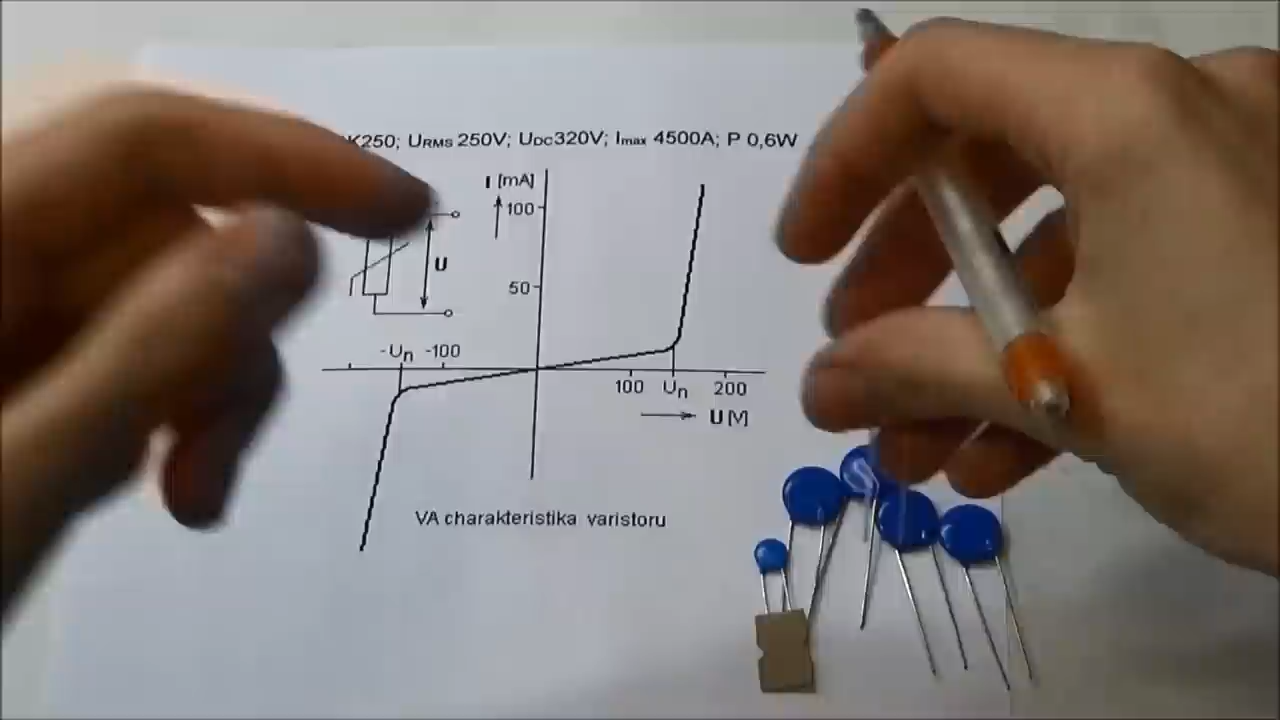 K250; URMS 250V; UDC320V; Imax 4500A; P 0,6W
I [mA]
100
50
U
-Un -100
100 Un 200
U [V]
VA charakteristika varistoru